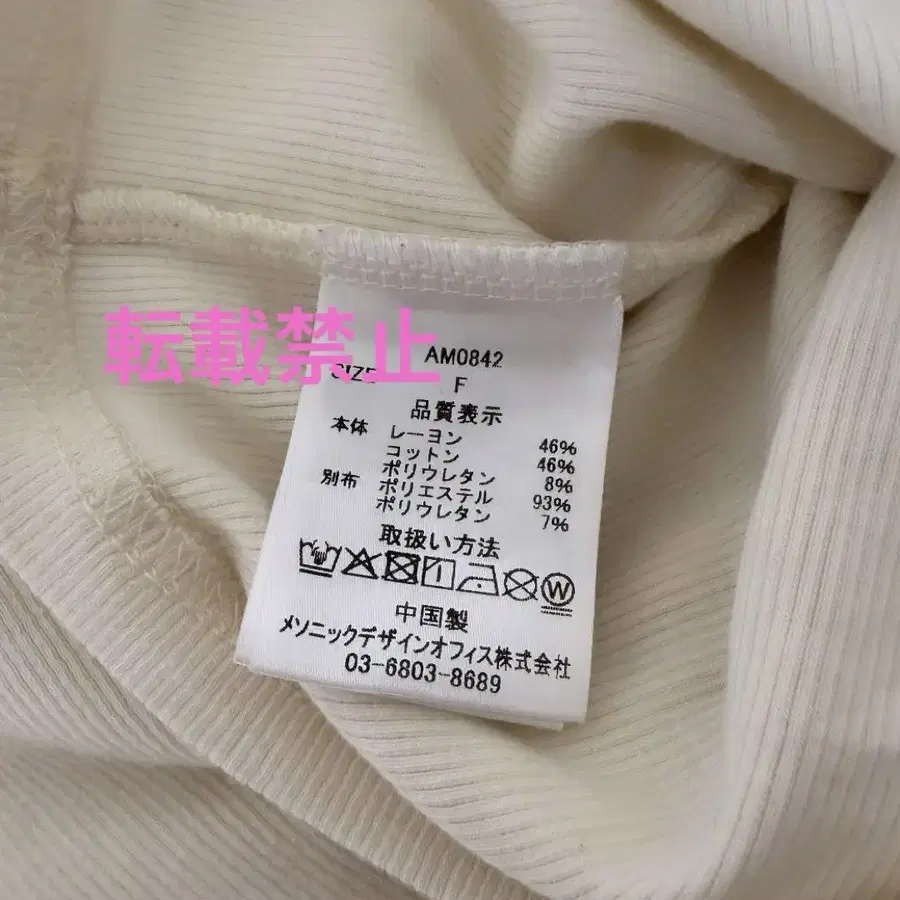 転載禁止
AM0842
SIZE F
品質表示
本体 レーヨン 46%
コットン 46%
ポリウレタン 8%
別布 ポリエステル 93%
ポリウレタン 7%
取扱い方法
W
中国製
メソニックデザインオフィス株式会社
03-6803-8689